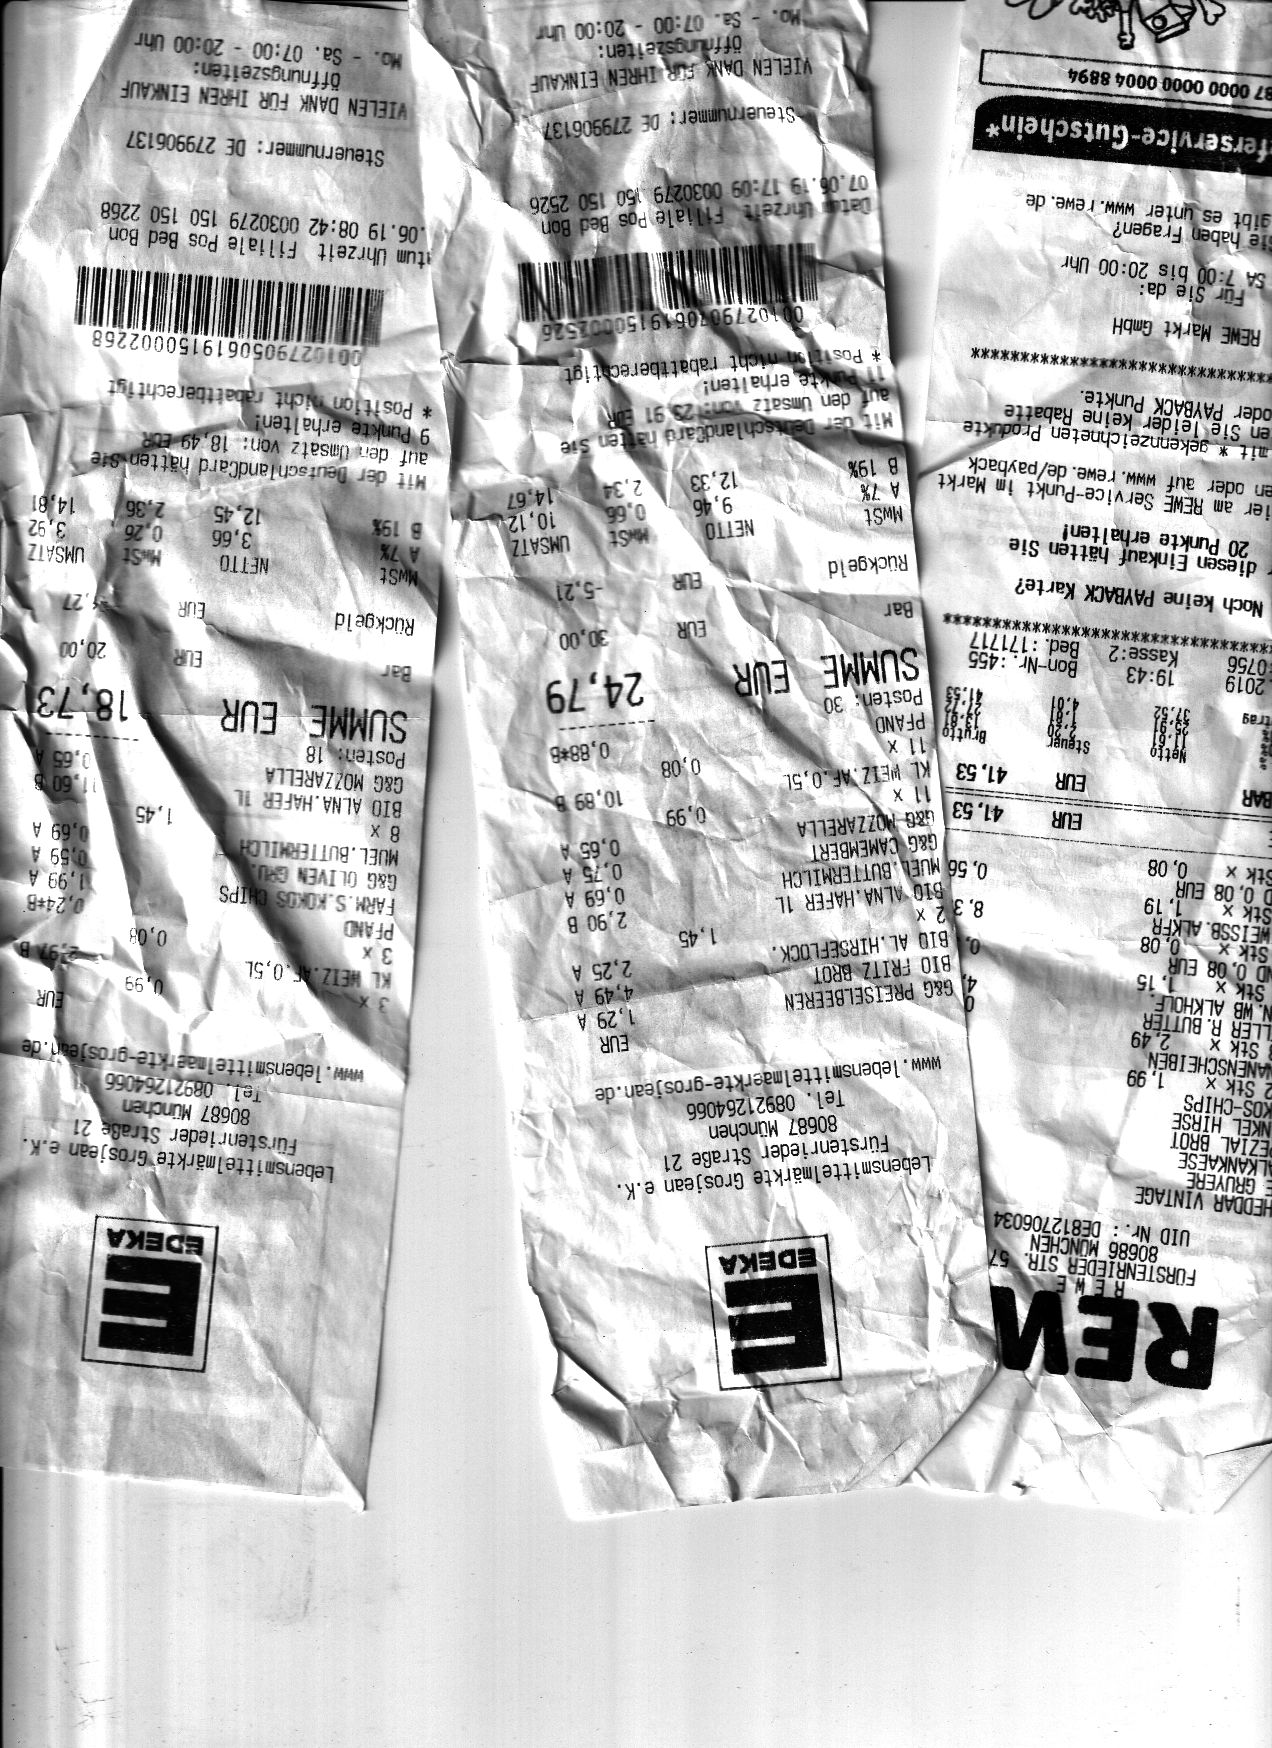 EDEKA
Lebensmittelmärkte Grosjean e.K.
Fürstenrieder Straße 21
80687 München
Tel. 08921264066
www.lebensmittelmaerkte-grosjean.de
EUR
3 x 0,99
KL WEIZ.AF.0,5L 2,97 B
3 x 0,08
PFAND 0,24*B
FARM.S.KOKOS CHIPS 1,99 A
G&G OLIVEN GRÜ. 0,59 A
MUEL.BUTTERMILCH 0,69 A
8 x 1,45
BIO ALNA.HAFER 1L 11,60 B
G&G MOZZARELLA 0,65 A
Posten: 18
SUMME EUR 18,73
Bar EUR 20,00
Rückgeld EUR -1,27
MwSt NETTO MwSt UMSATZ
A 7% 3,66 0,26 3,92
B 19% 12,45 2,36 14,81
Mit der DeutschlandCard hätten Sie
auf den Umsatz von: 18,49 EUR
9 Punkte erhalten!
* Position nicht rabattberechtigt
0010279050619150002268
tum Uhrzeit Filiale Pos Bed Bon
.06.19 08:42 0030279 150 150 2268
Steuernummer: DE 279906137
VIELEN DANK FÜR IHREN EINKAUF
Öffnungszeiten:
Mo. - Sa. 07:00 - 20:00 Uhr
EDEKA
Lebensmittelmärkte Grosjean e.K.
Fürstenrieder Straße 21
80687 München
Tel. 08921264066
www.lebensmittelmaerkte-grosjean.de
EUR
G&G PREISELBEEREN 1,29 A
BIO FRITZ BROT 4,49 A
BIO AL.HIRSEFLOCK. 2,25 A
2 x 1,45
BIO ALNA.HAFER 1L 2,90 B
MUEL.BUTTERMILCH 0,69 A
G&G CAMEMBERT 0,75 A
G&G MOZZARELLA 0,65 A
11 x 0,99
KL WEIZ.AF.0,5L 10,89 B
11 x 0,08
PFAND 0,88*B
Posten: 30
SUMME EUR 24,79
Bar EUR 30,00
Rückgeld EUR -5,21
MwSt NETTO MwSt UMSATZ
A 7% 9,46 0,66 10,12
B 19% 12,33 2,34 14,67
Mit der DeutschlandCard hätten Sie
auf den Umsatz von: 23,91 EUR
11 Punkte erhalten!
* Position nicht rabattberechtigt
0010279070619150002526
Datum Uhrzeit Filiale Pos Bed Bon
07.06.19 17:09 0030279 150 150 2526
Steuernummer: DE 279906137
VIELEN DANK FÜR IHREN EINKAUF
Öffnungszeiten:
Mo. - Sa. 07:00 - 20:00 Uhr
REW
R E W E
FÜRSTENRIEDER STR. 57
80686 MÜNCHEN
UID Nr.: DE812706034
HEDDAR VINTAGE
E GRUYERE
ALKANKAESE
EZIAL BROT
NKEL HIRSE
KOS-CHIPS
2 Stk x 1,99
ANENSCHEIBEN
3 Stk x 2,49
LLER R.BUTTER
N.WB ALKHOLF.
Stk x 1,15
ND 0,08 EUR
Stk x 0,08
WEISSB.ALKFR
Stk x 1,19
D 0,08 EUR
Stk x 0,08
EUR 41,53
BAR EUR 41,53
Netto Steuer Brutto
11,61 2,20 13,81
25,91 1,81 27,72
trag 37,52 4,01 41,53
2019 19:43 Bon-Nr.:455
:0756 Kasse:2 Bed.:171717
Noch keine PAYBACK Karte?
r diesen Einkauf hätten Sie
20 Punkte erhalten!
ier am REWE Service-Punkt im Markt
en oder auf www.rewe.de/payback
mit * gekennzeichneten Produkte
en Sie leider keine Rabatte
oder PAYBACK Punkte.
REWE Markt GmbH
Für Sie da:
SA 7:00 bis 20:00 Uhr
Sie haben Fragen?
gibt es unter www.rewe.de
ferservice-Gutschein*
87 0000 0000 0004 8894